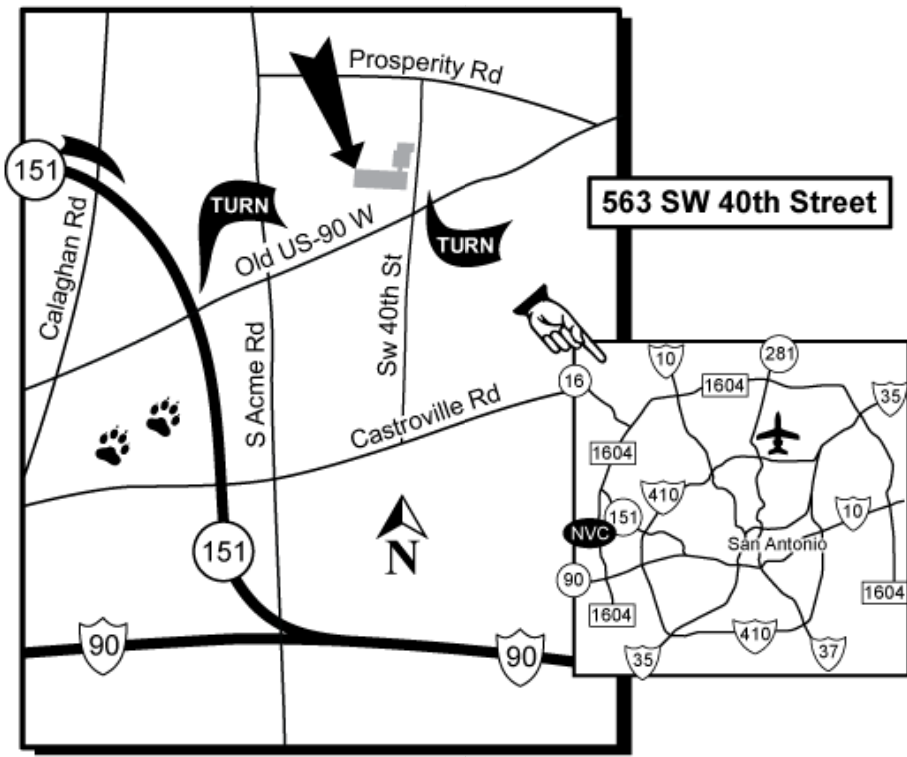 Prosperity Rd
151
Calaghan Rd
TURN
Old US-90 W
TURN
563 SW 40th Street
Sw 40th St
S Acme Rd
Castroville Rd
151
N
90
90
10
281
16
1604
35
1604
410
151
10
NVC
San Antonio
90
1604
1604
410
35
37